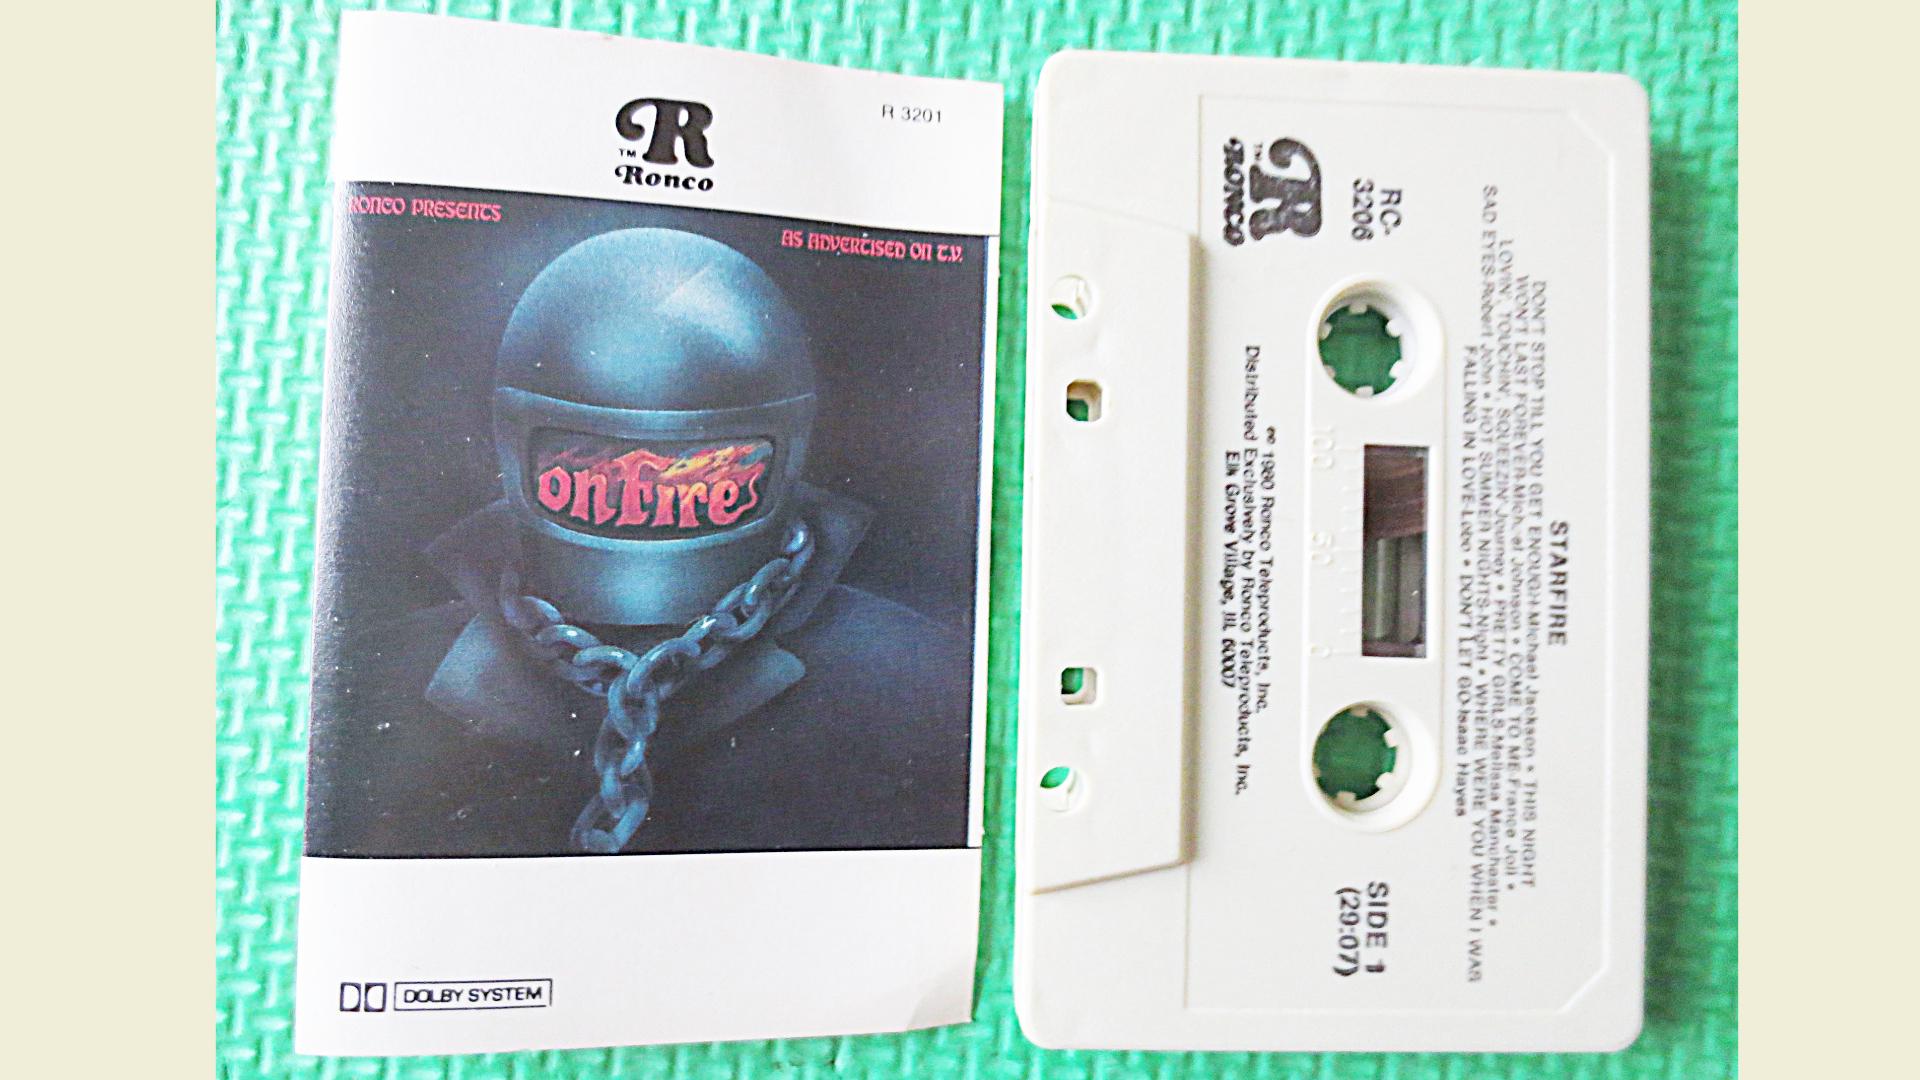 R
TM
Ronco
R 3201
RONCO PRESENTS
AS ADVERTISED ON T.V.
on Fire
DOLBY SYSTEM
STARFIRE
DON'T STOP TILL YOU GET ENOUGH-Michael Jackson • THIS NIGHT
WON'T LAST FOREVER-Michael Johnson • COME TO ME-France Joli •
LOVIN', TOUCHIN', SQUEEZIN'-Journey • PRETTY GIRLS-Melissa Manchester •
SAD EYES-Robert John • HOT SUMMER NIGHTS-Night • WHERE WERE YOU WHEN I WAS
FALLING IN LOVE-Lobo • DON'T LET GO-Isaac Hayes
RC-
3206
SIDE 1
(29:07)
100 50 0
R
TM
RONCO
1980 Ronco Teleproducts, Inc.
Distributed Exclusively by Ronco Teleproducts, Inc.
Elk Grove Village, Ill. 60007